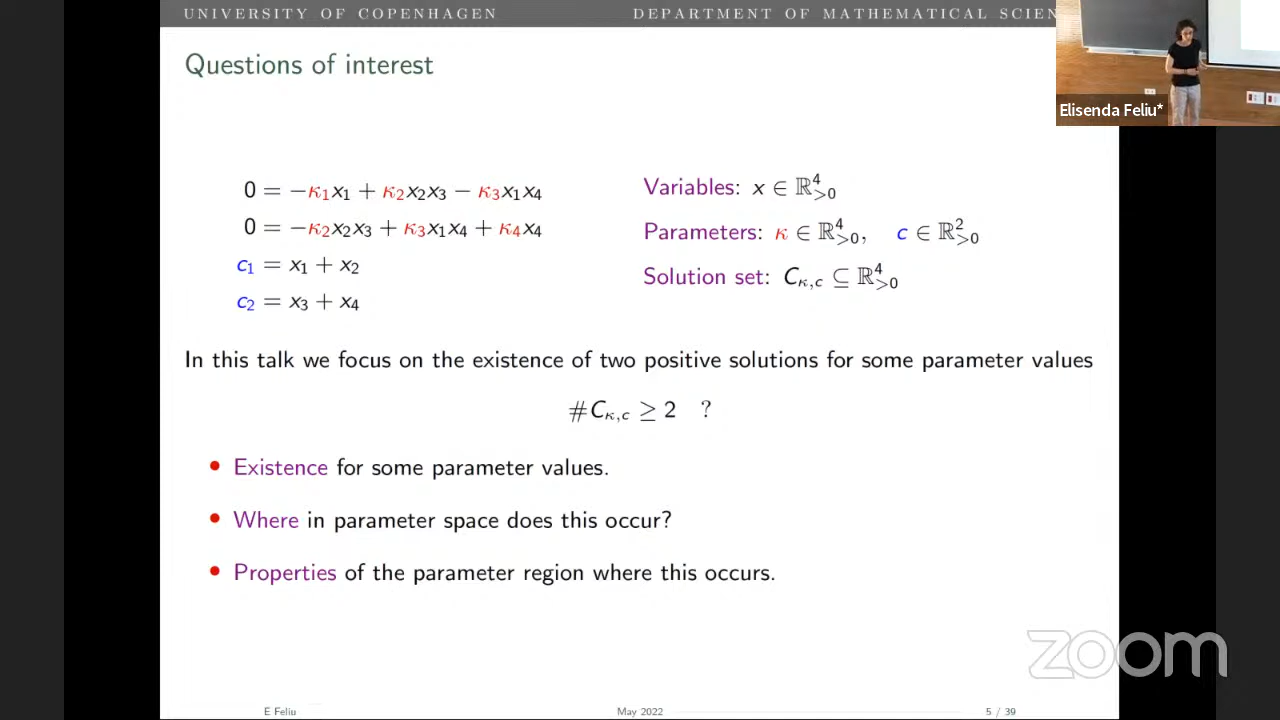 UNIVERSITY OF COPENHAGEN
DEPARTMENT OF MATHEMATICAL SCIEN
Elisenda Feliu*
Questions of interest
0 = −κ₁x₁ + κ₂x₂x₃ − κ₃x₁x₄
0 = −κ₂x₂x₃ + κ₃x₁x₄ + κ₄x₄
c₁ = x₁ + x₂
c₂ = x₃ + x₄
Variables: x ∈ ℝ⁴>0
Parameters: κ ∈ ℝ⁴>0, c ∈ ℝ²>0
Solution set: Cκ,c ⊆ ℝ⁴>0
In this talk we focus on the existence of two positive solutions for some parameter values
#Cκ,c ≥ 2 ?
• Existence for some parameter values.
• Where in parameter space does this occur?
• Properties of the parameter region where this occurs.
zoom
E Feliu
May 2022
5 / 39